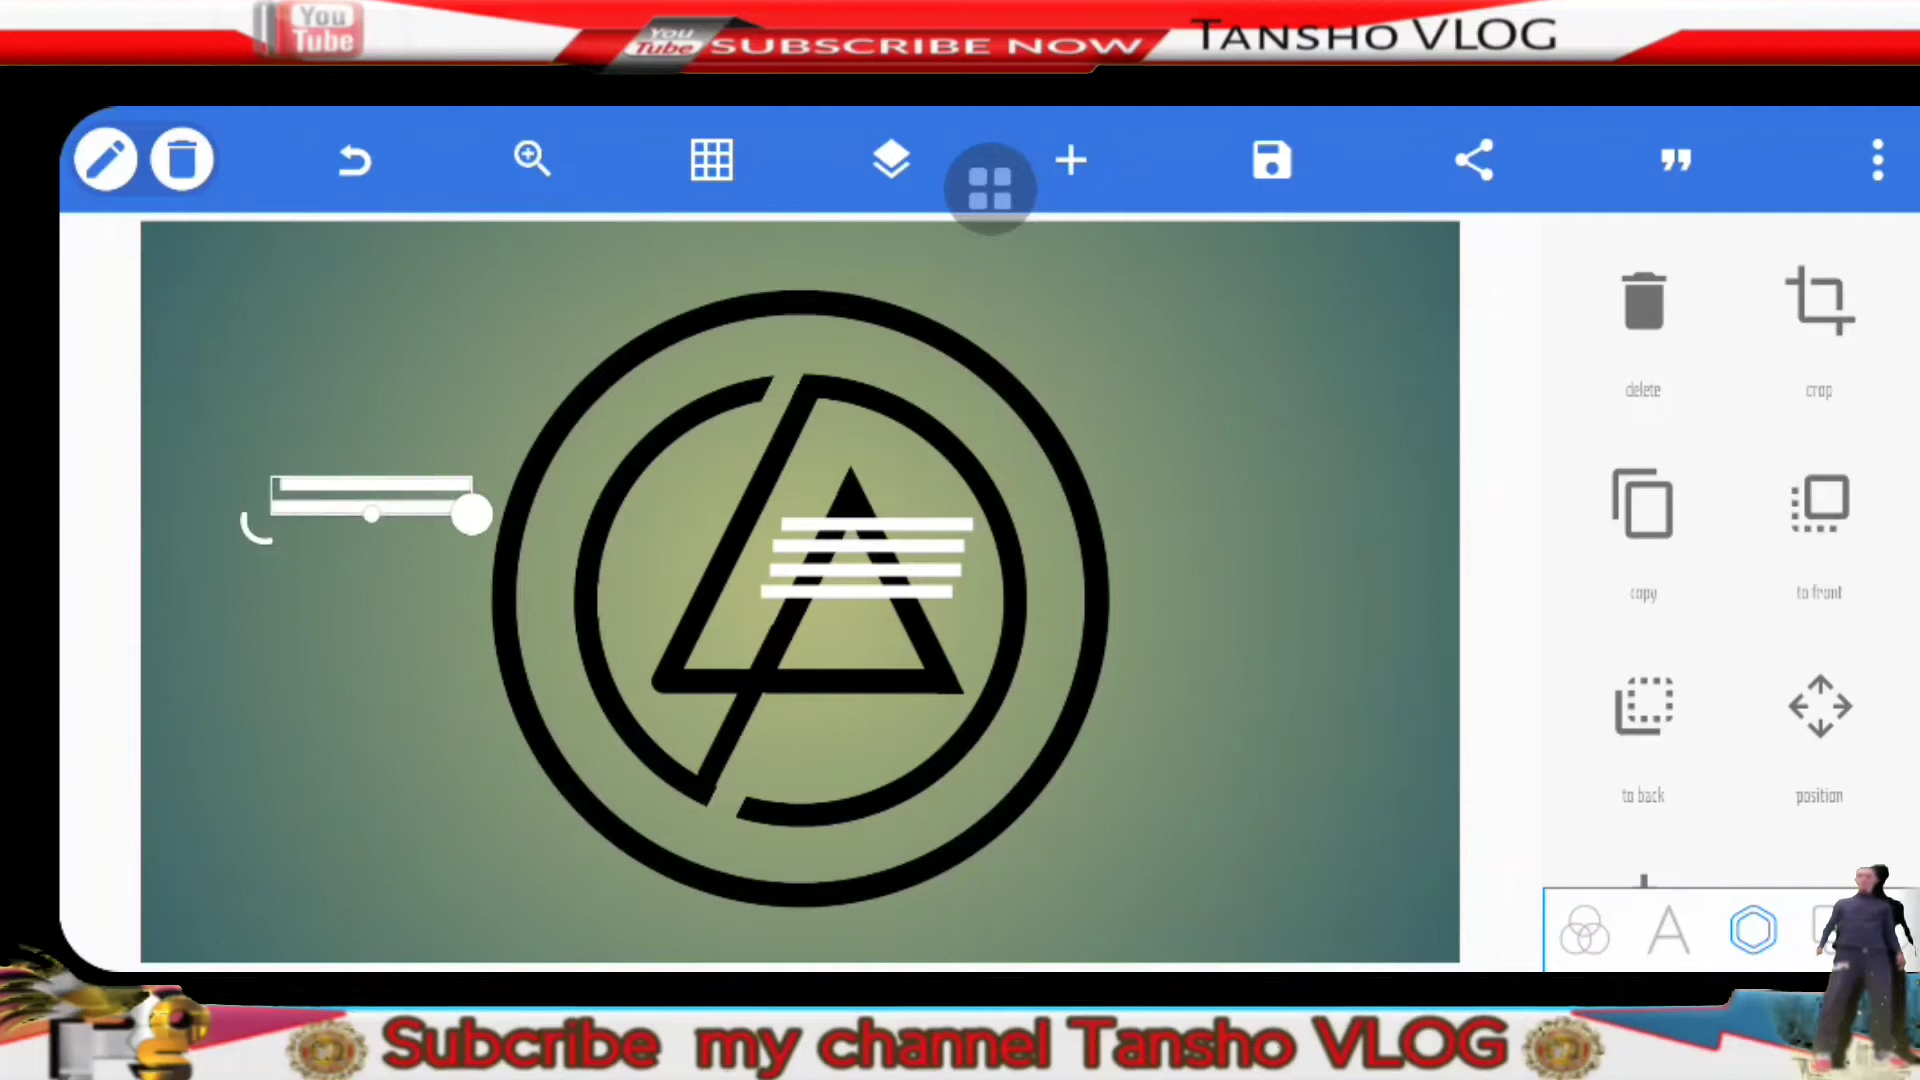 You
Tube
You
Tube SUBSCRIBE NOW
TANSHO VLOG
delete
crop
copy
to front
to back
position
A
Subcribe my channel Tansho VLOG